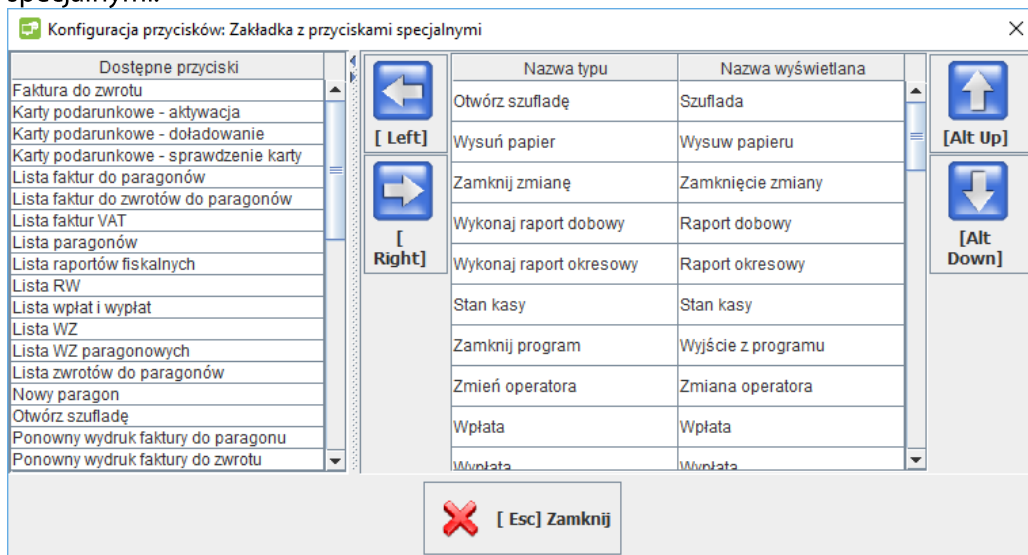 specjalnymi.
Konfiguracja przycisków: Zakładka z przyciskami specjalnymi
Dostępne przyciski
Faktura do zwrotu
Karty podarunkowe - aktywacja
Karty podarunkowe - doładowanie
Karty podarunkowe - sprawdzenie karty
Lista faktur do paragonów
Lista faktur do zwrotów do paragonów
Lista faktur VAT
Lista paragonów
Lista raportów fiskalnych
Lista RW
Lista wpłat i wypłat
Lista WZ
Lista WZ paragonowych
Lista zwrotów do paragonów
Nowy paragon
Otwórz szufladę
Ponowny wydruk faktury do paragonu
Ponowny wydruk faktury do zwrotu
[ Left]
[
Right]
Nazwa typu Nazwa wyświetlana
Otwórz szufladę Szuflada
Wysuń papier Wysuw papieru
Zamknij zmianę Zamknięcie zmiany
Wykonaj raport dobowy Raport dobowy
Wykonaj raport okresowy Raport okresowy
Stan kasy Stan kasy
Zamknij program Wyjście z programu
Zmień operatora Zmiana operatora
Wpłata Wpłata
Wypłata Wypłata
[Alt Up]
[Alt
Down]
[ Esc] Zamknij